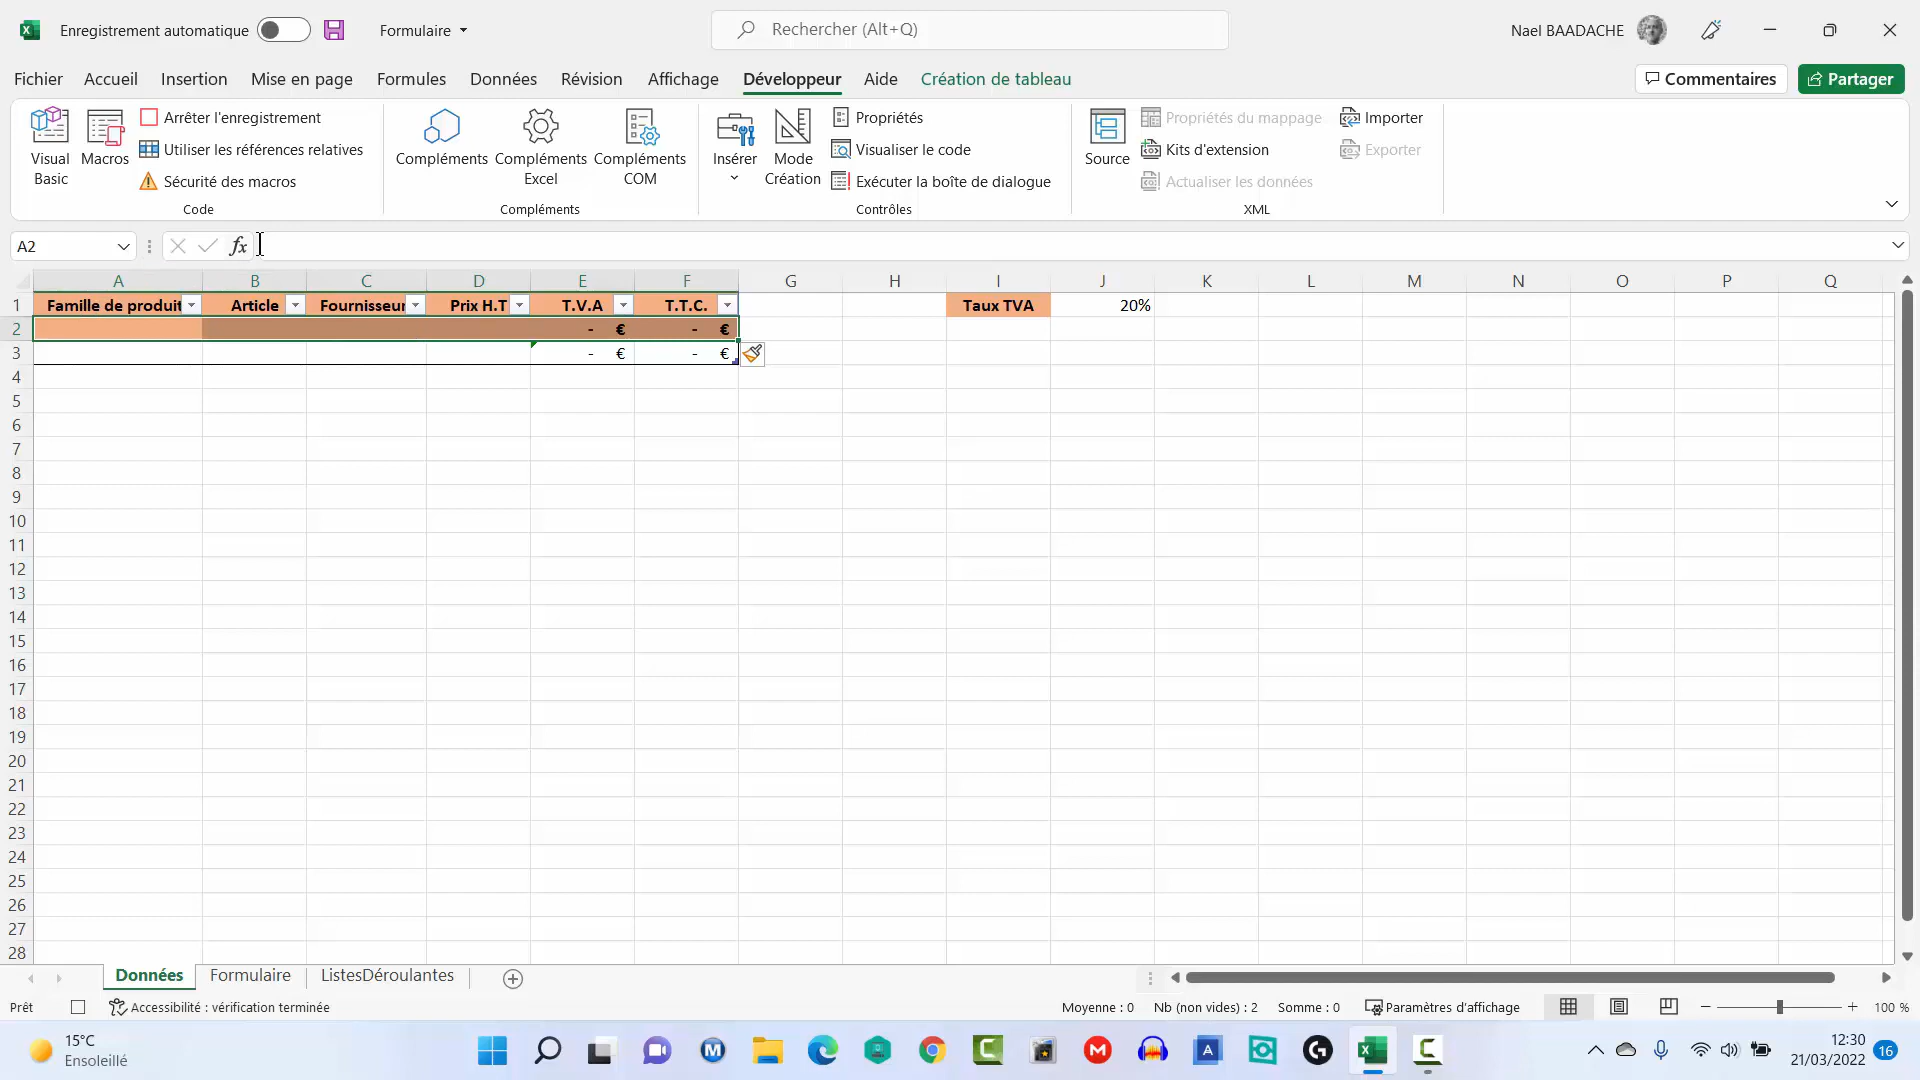 Enregistrement automatique
Formulaire
Rechercher (Alt+Q)
Nael BAADACHE
Fichier Accueil Insertion Mise en page Formules Données Révision Affichage Développeur Aide Création de tableau
Commentaires
Partager
Visual Basic
Macros
Arrêter l'enregistrement
Utiliser les références relatives
Sécurité des macros
Code
Compléments
Compléments Excel
Compléments COM
Compléments
Insérer
Mode Création
Propriétés
Visualiser le code
Exécuter la boîte de dialogue
Contrôles
Source
Propriétés du mappage
Kits d'extension
Actualiser les données
Importer
Exporter
XML
A2
fx
A B C D E F G H I J K L M N O P Q
1 Famille de produit Article Fournisseur Prix H.T T.V.A T.T.C. Taux TVA 20%
2 - € - €
3 - € - €
4
5
6
7
8
9
10
11
12
13
14
15
16
17
18
19
20
21
22
23
24
25
26
27
28
Données Formulaire ListesDéroulantes
Prêt
Accessibilité : vérification terminée
Moyenne : 0 Nb (non vides) : 2 Somme : 0
Paramètres d'affichage
100 %
15°C
Ensoleillé
12:30
21/03/2022
16